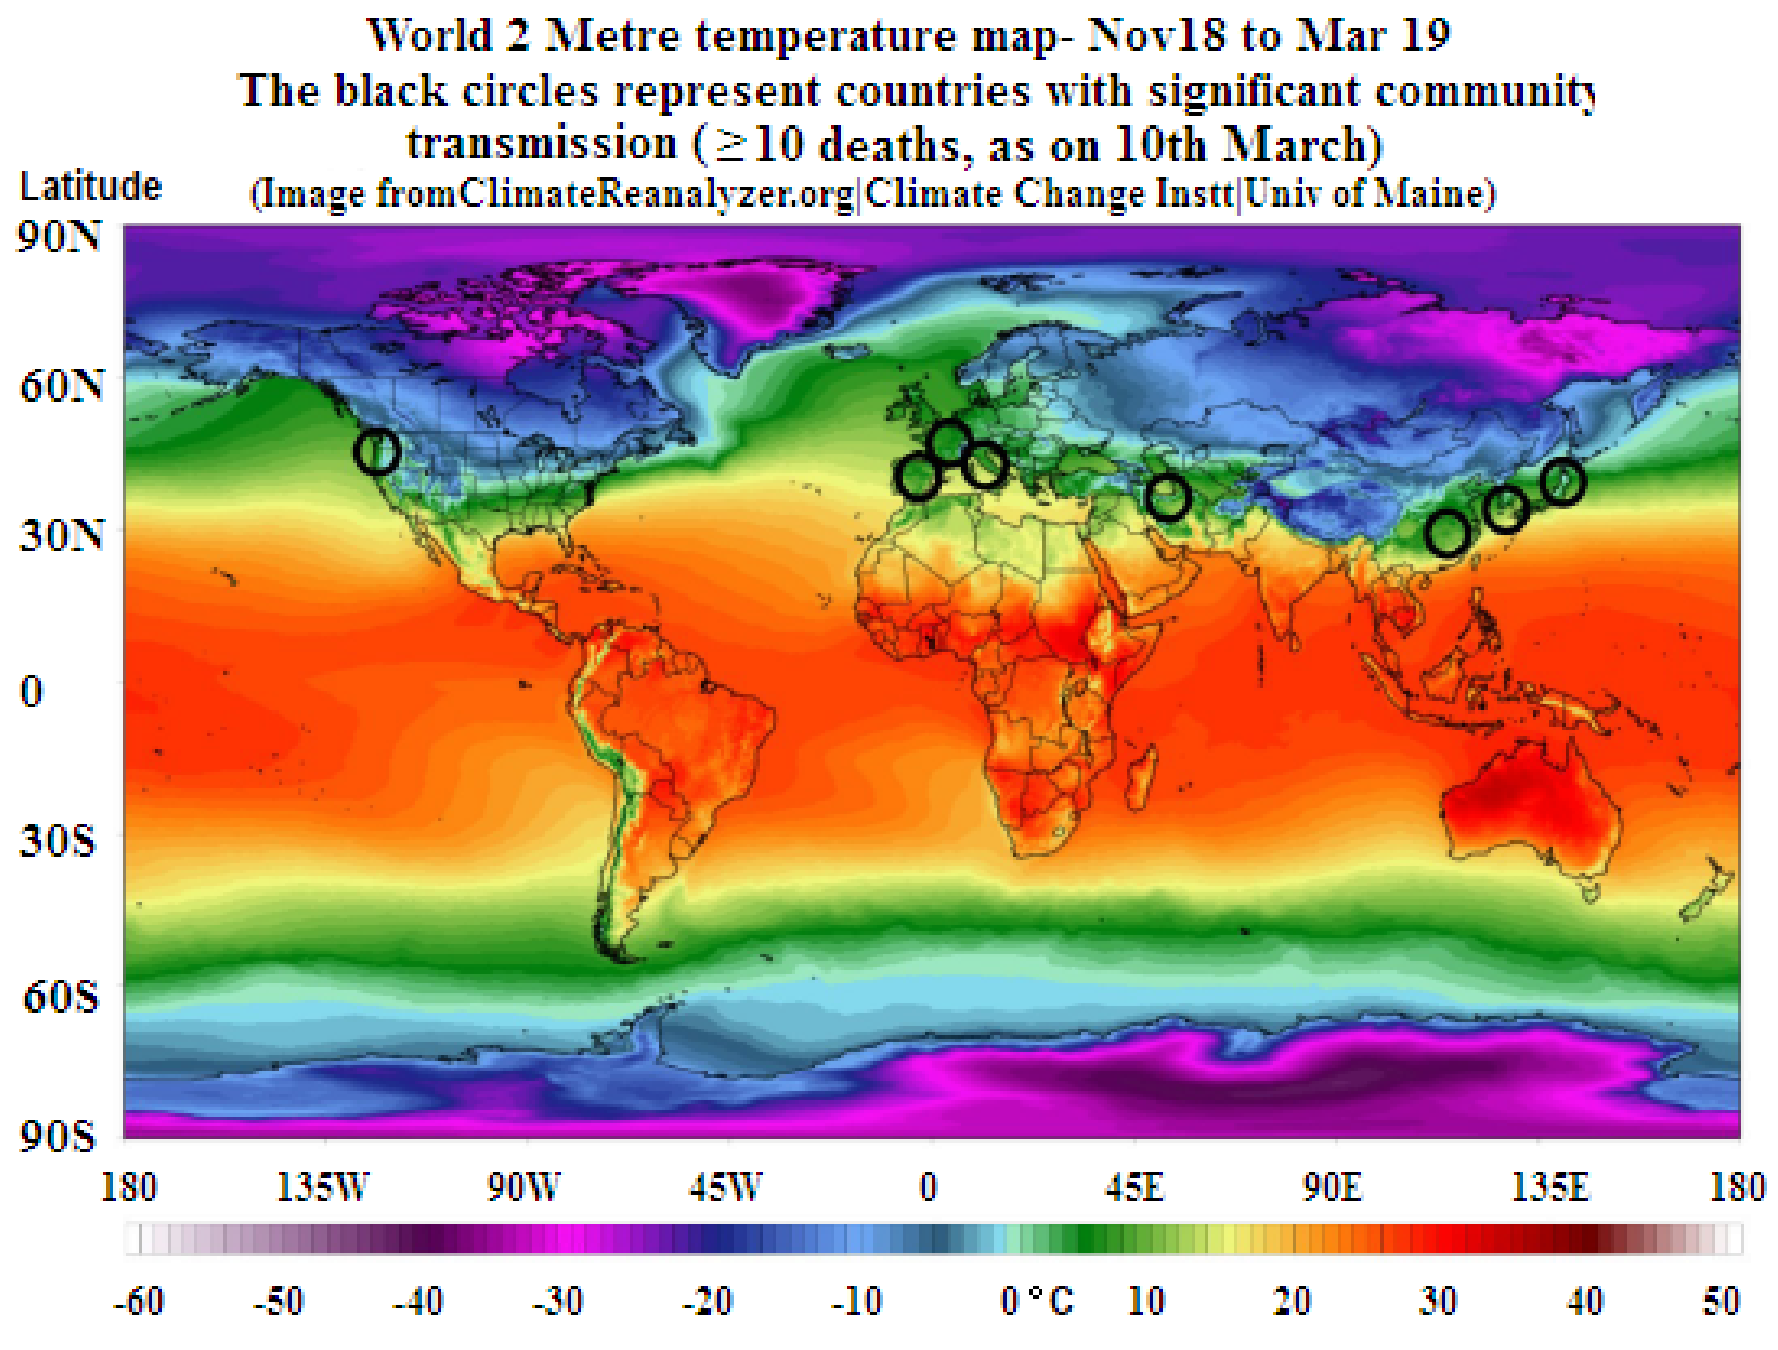 World 2 Metre temperature map- Nov18 to Mar 19
The black circles represent countries with significant community
transmission (≥10 deaths, as on 10th March)
Latitude (Image fromClimateReanalyzer.org|Climate Change Instt|Univ of Maine)
90N
60N
30N
0
30S
60S
90S
180 135W 90W 45W 0 45E 90E 135E 180
-60 -50 -40 -30 -20 -10 0°C 10 20 30 40 50